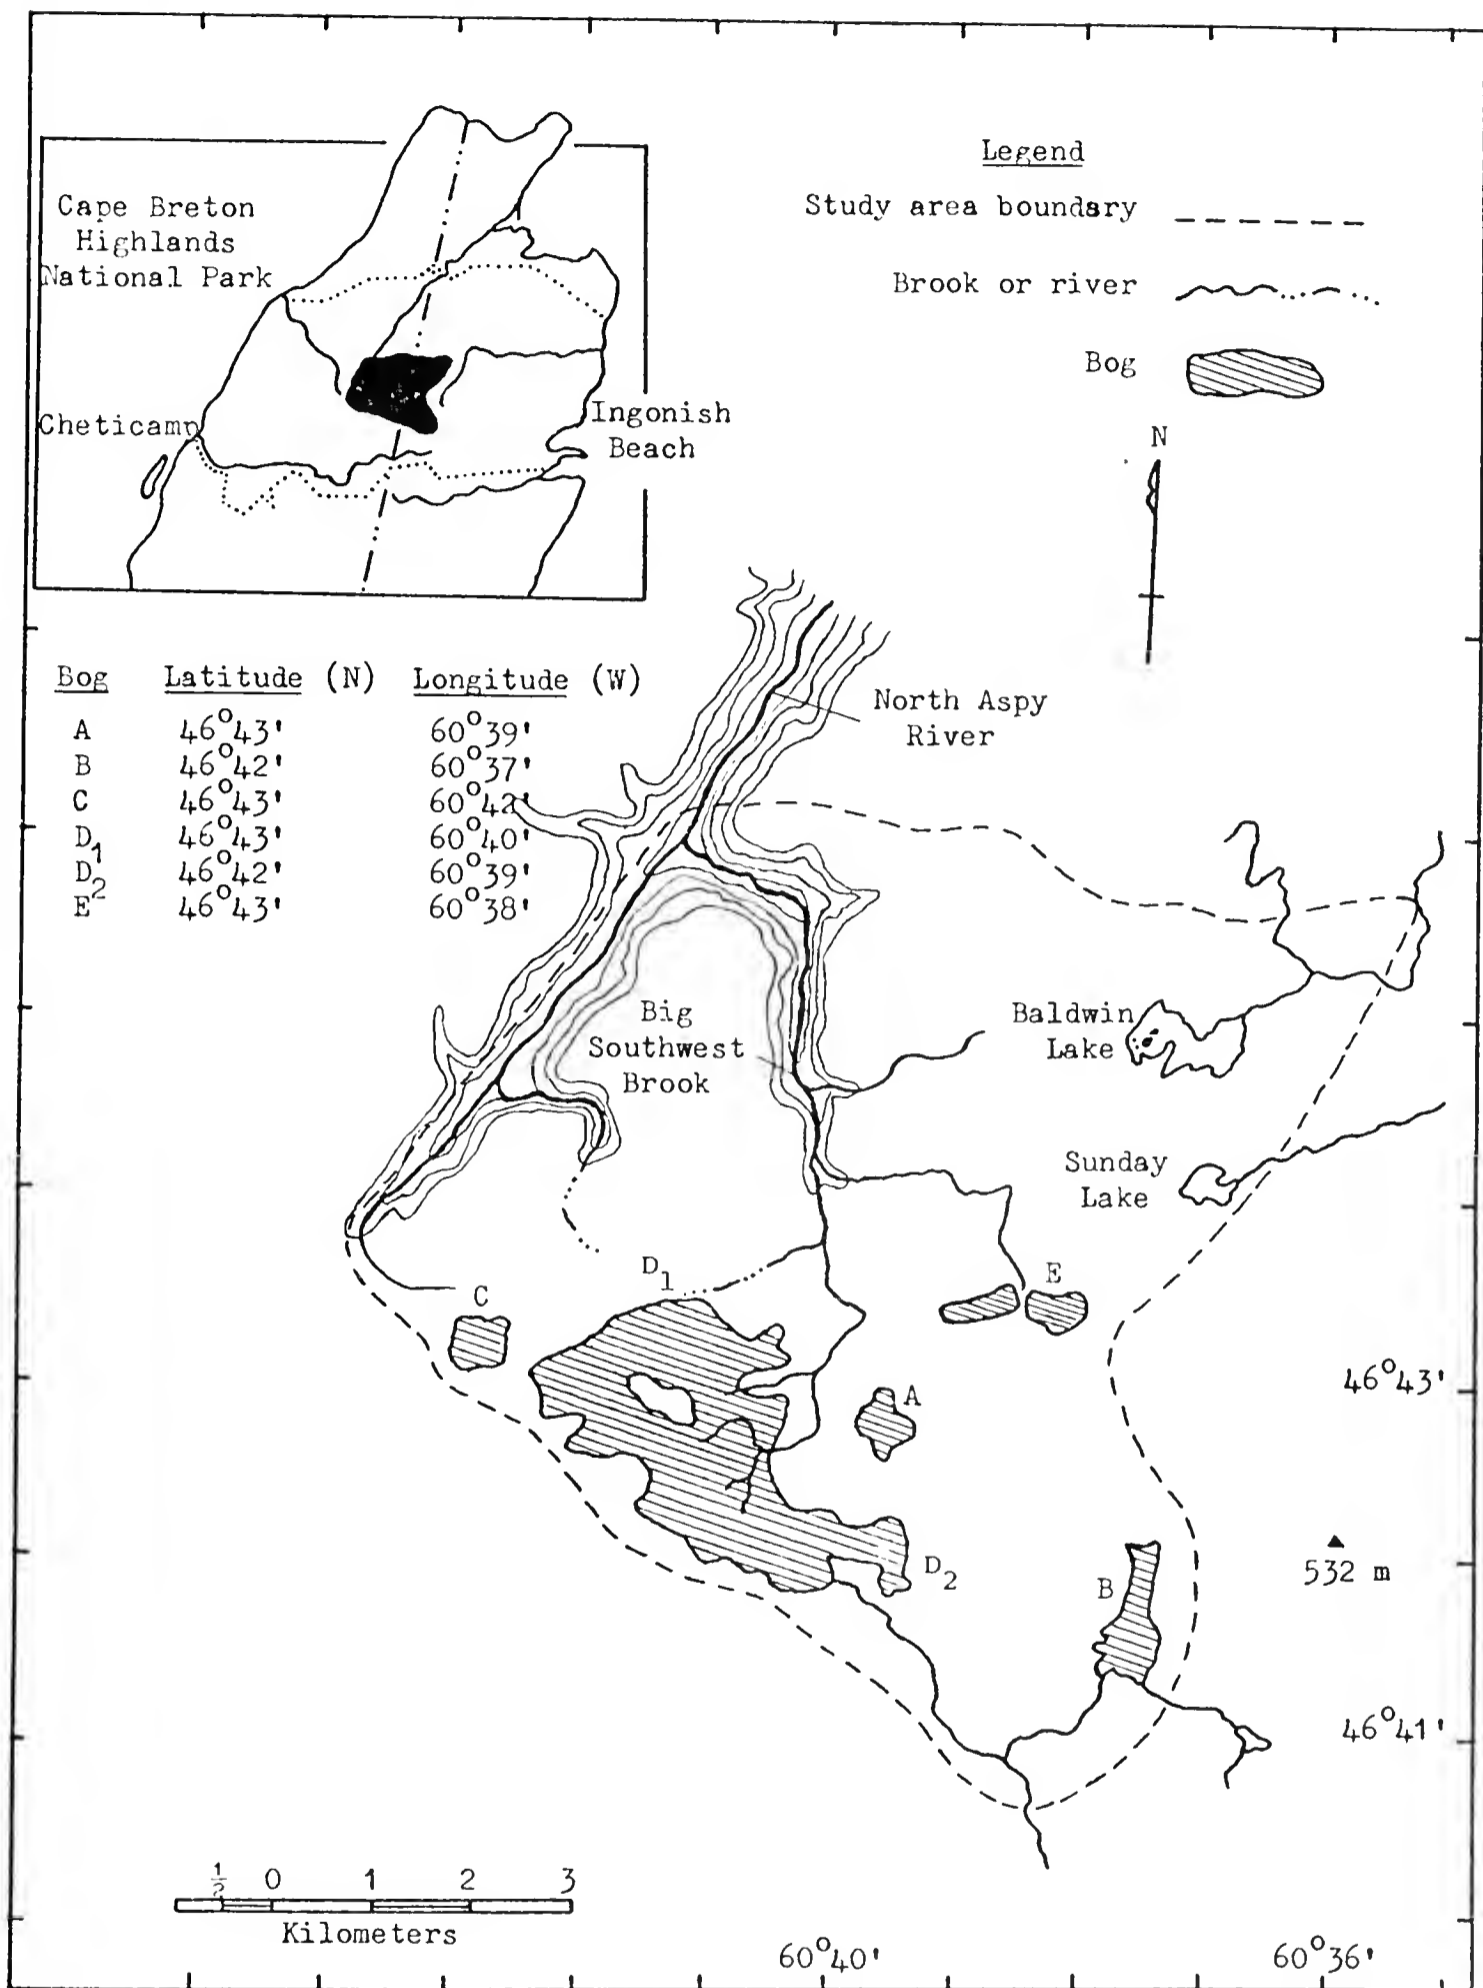 Legend
Study area boundary
Brook or river
Bog
N
Cape Breton
Highlands
National Park
Cheticamp
Ingonish
Beach
Bog Latitude (N) Longitude (W)
A 46°43' 60°39'
B 46°42' 60°37'
C 46°43' 60°42'
D1 46°43' 60°40'
D2 46°42' 60°39'
E 46°43' 60°38'
North Aspy
River
Big
Southwest
Brook
Baldwin
Lake
Sunday
Lake
D1
E
C
A
46°43'
D2
B
532 m
46°41'
½ 0 1 2 3
Kilometers
60°40' 60°36'